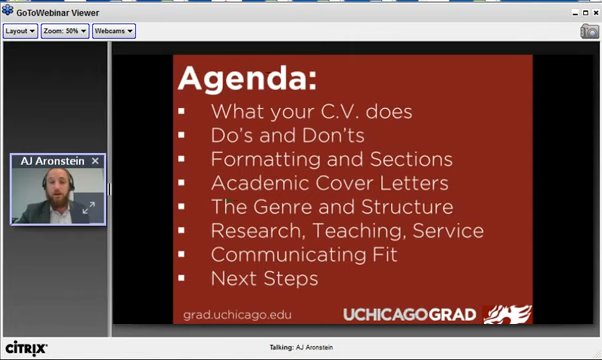 GoToWebinar Viewer
Layout
Zoom: 50%
Webcams
AJ Aronstein
Agenda:
What your C.V. does
Do's and Don'ts
Formatting and Sections
Academic Cover Letters
The Genre and Structure
Research, Teaching, Service
Communicating Fit
Next Steps
grad.uchicago.edu
UCHICAGOGRAD
CITRIX
Talking: AJ Aronstein